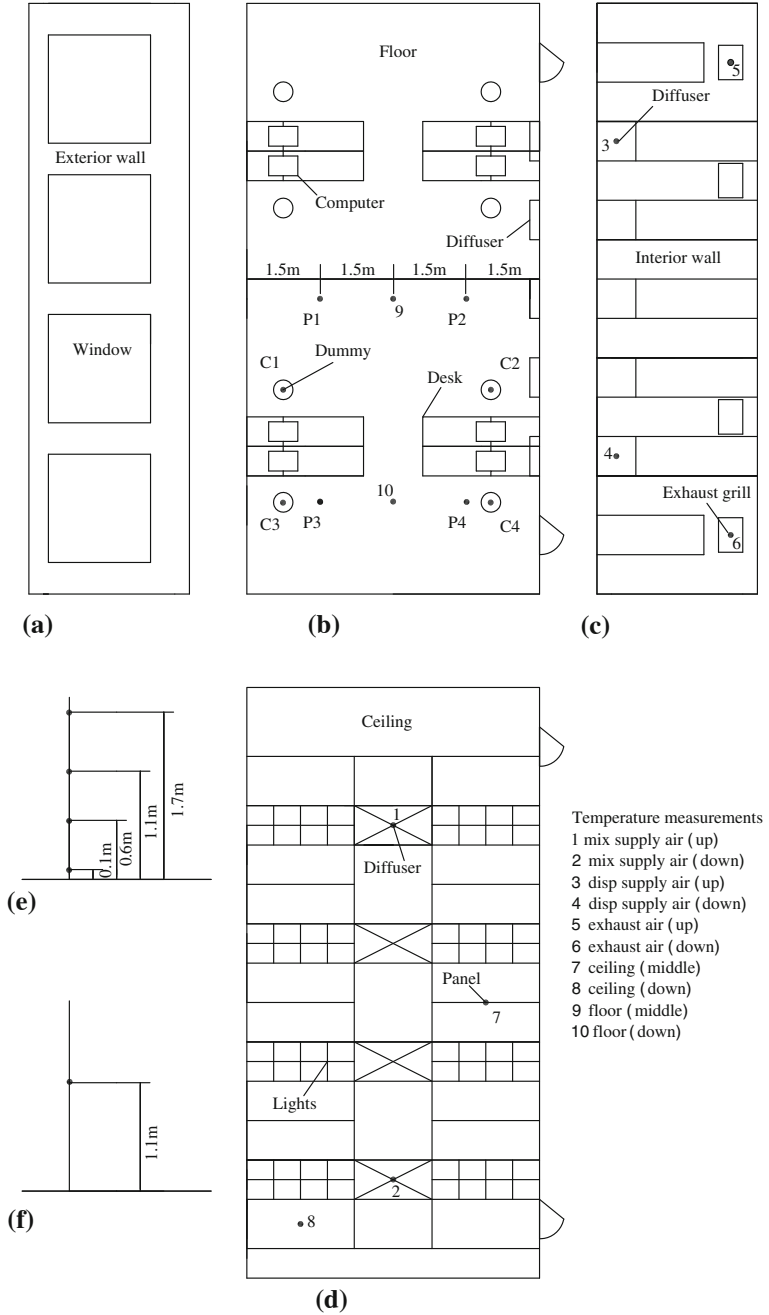 Exterior wall
Window
(a)
Floor
Computer
Diffuser
1.5m 1.5m 1.5m 1.5m
P1 9 P2
C1 Dummy C2
Desk
10
C3 P3 P4 C4
(b)
5
Diffuser
3
Interior wall
4
Exhaust grill
6
(c)
0.1m
0.6m
1.1m
1.7m
(e)
1.1m
(f)
Ceiling
1
Diffuser
Panel
7
Lights
2
8
(d)
Temperature measurements
1 mix supply air (up)
2 mix supply air (down)
3 disp supply air (up)
4 disp supply air (down)
5 exhaust air (up)
6 exhaust air (down)
7 ceiling (middle)
8 ceiling (down)
9 floor (middle)
10 floor (down)